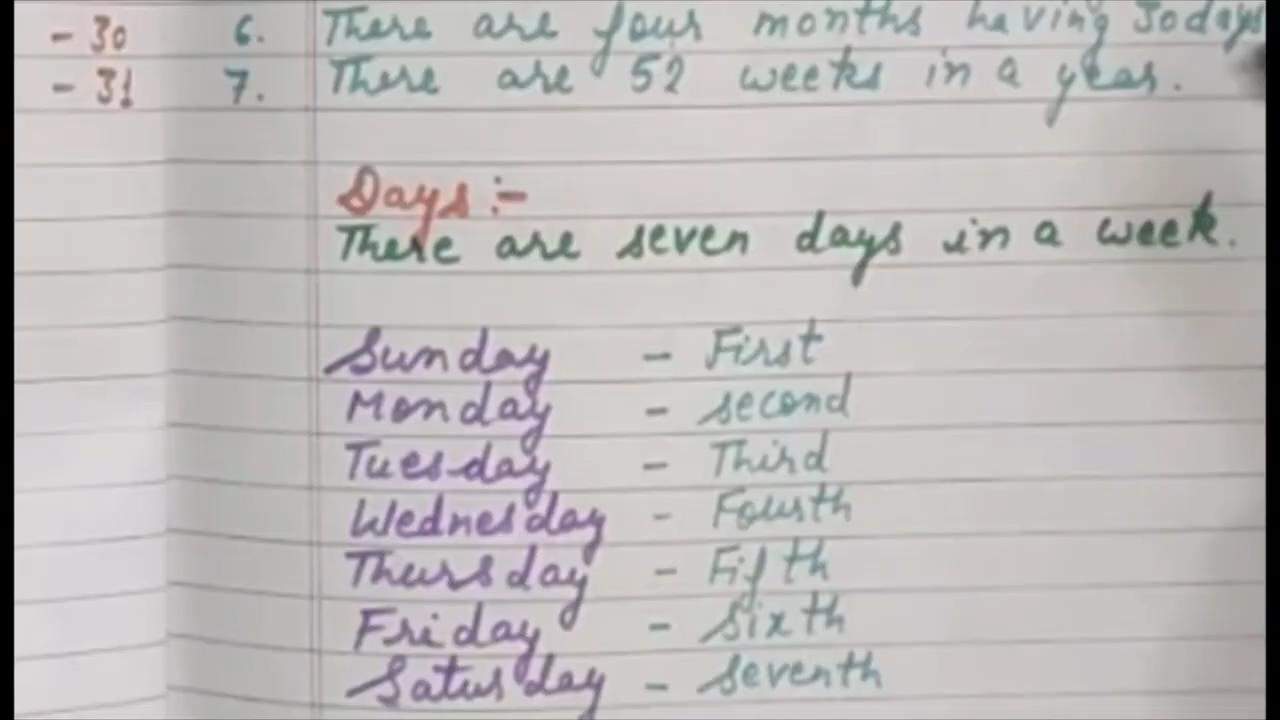 - 30 6. There are four months having 30 days
- 31 7. There are 52 weeks in a year.
Days :-
There are seven days in a week.
Sunday - First
Monday - second
Tuesday - Third
Wednesday - Fourth
Thursday - Fifth
Friday - Sixth
Saturday - Seventh